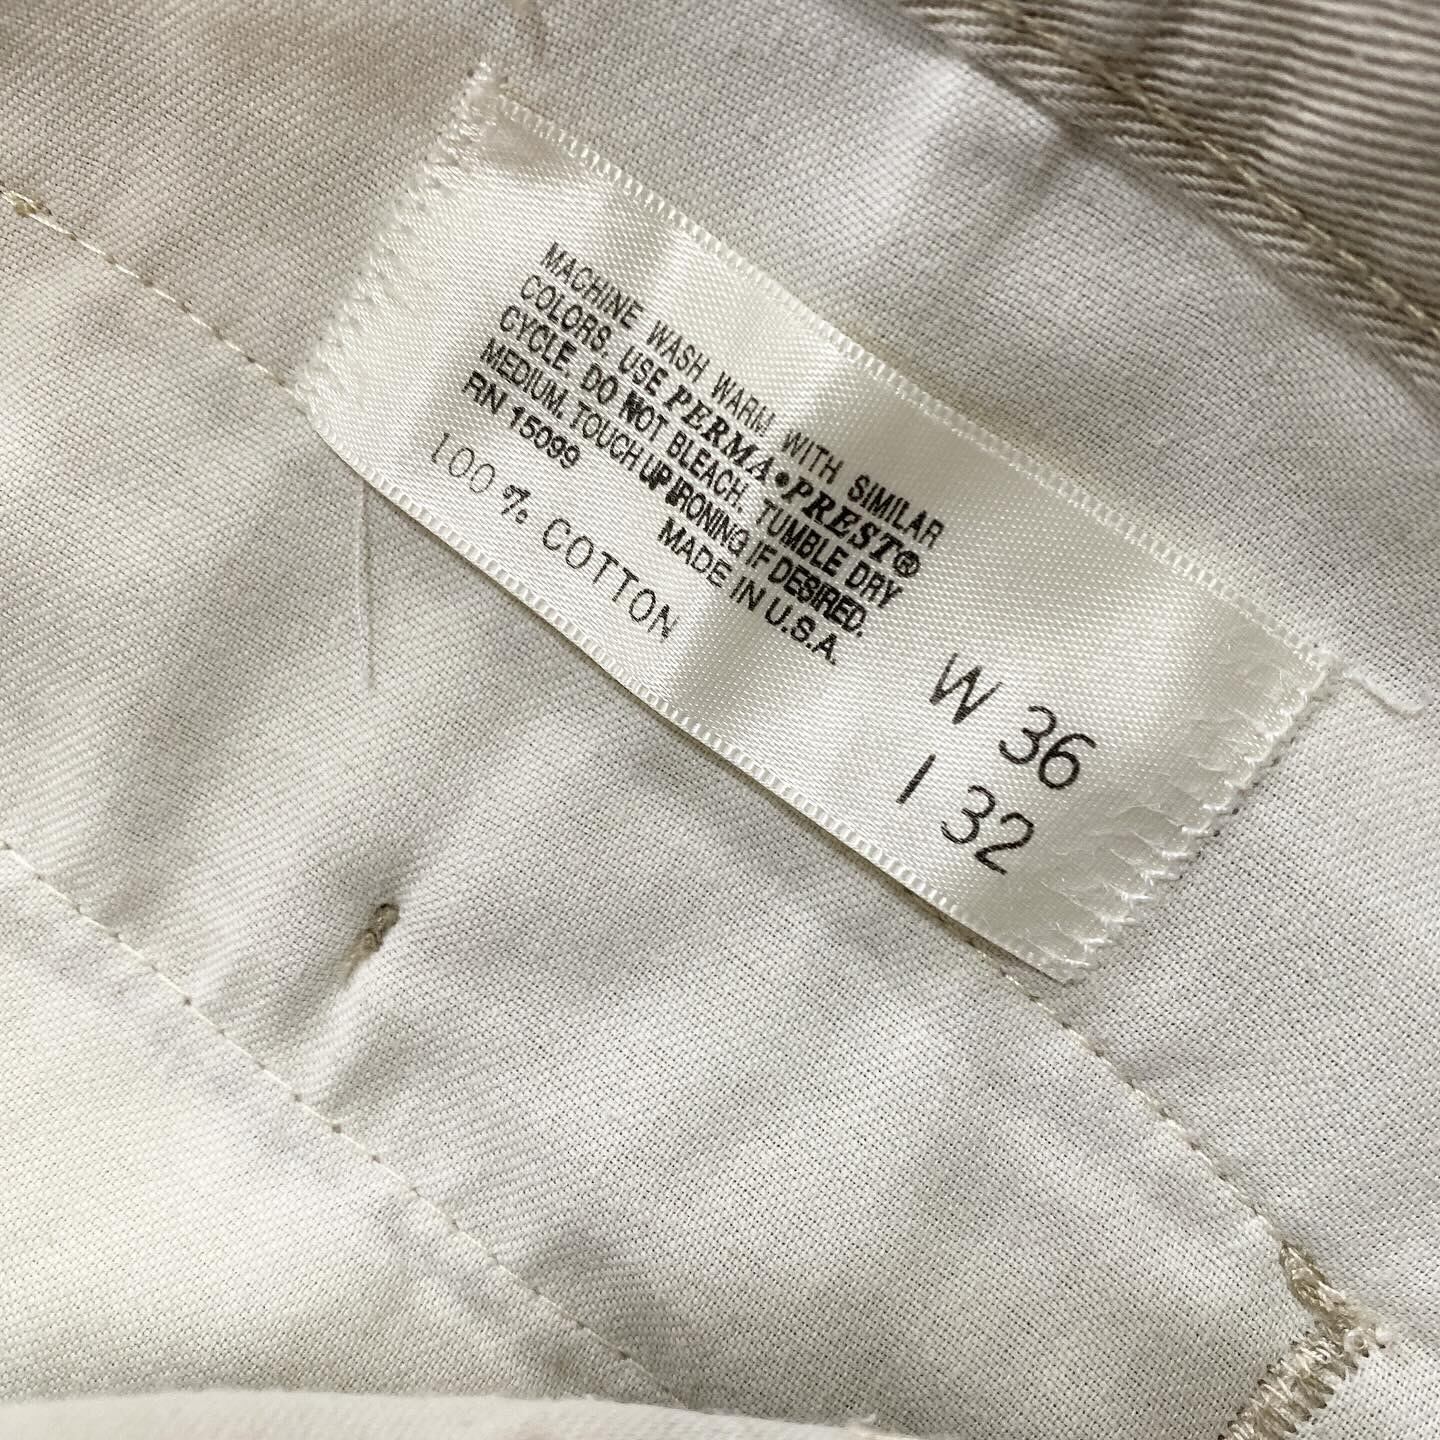 MACHINE WASH WARM WITH SIMILAR
COLORS. USE PERMA•PREST®
CYCLE. DO NOT BLEACH. TUMBLE DRY
MEDIUM. TOUCH UP IRONING IF DESIRED.
RN 15099 MADE IN U.S.A.
100% COTTON
W 36
I 32